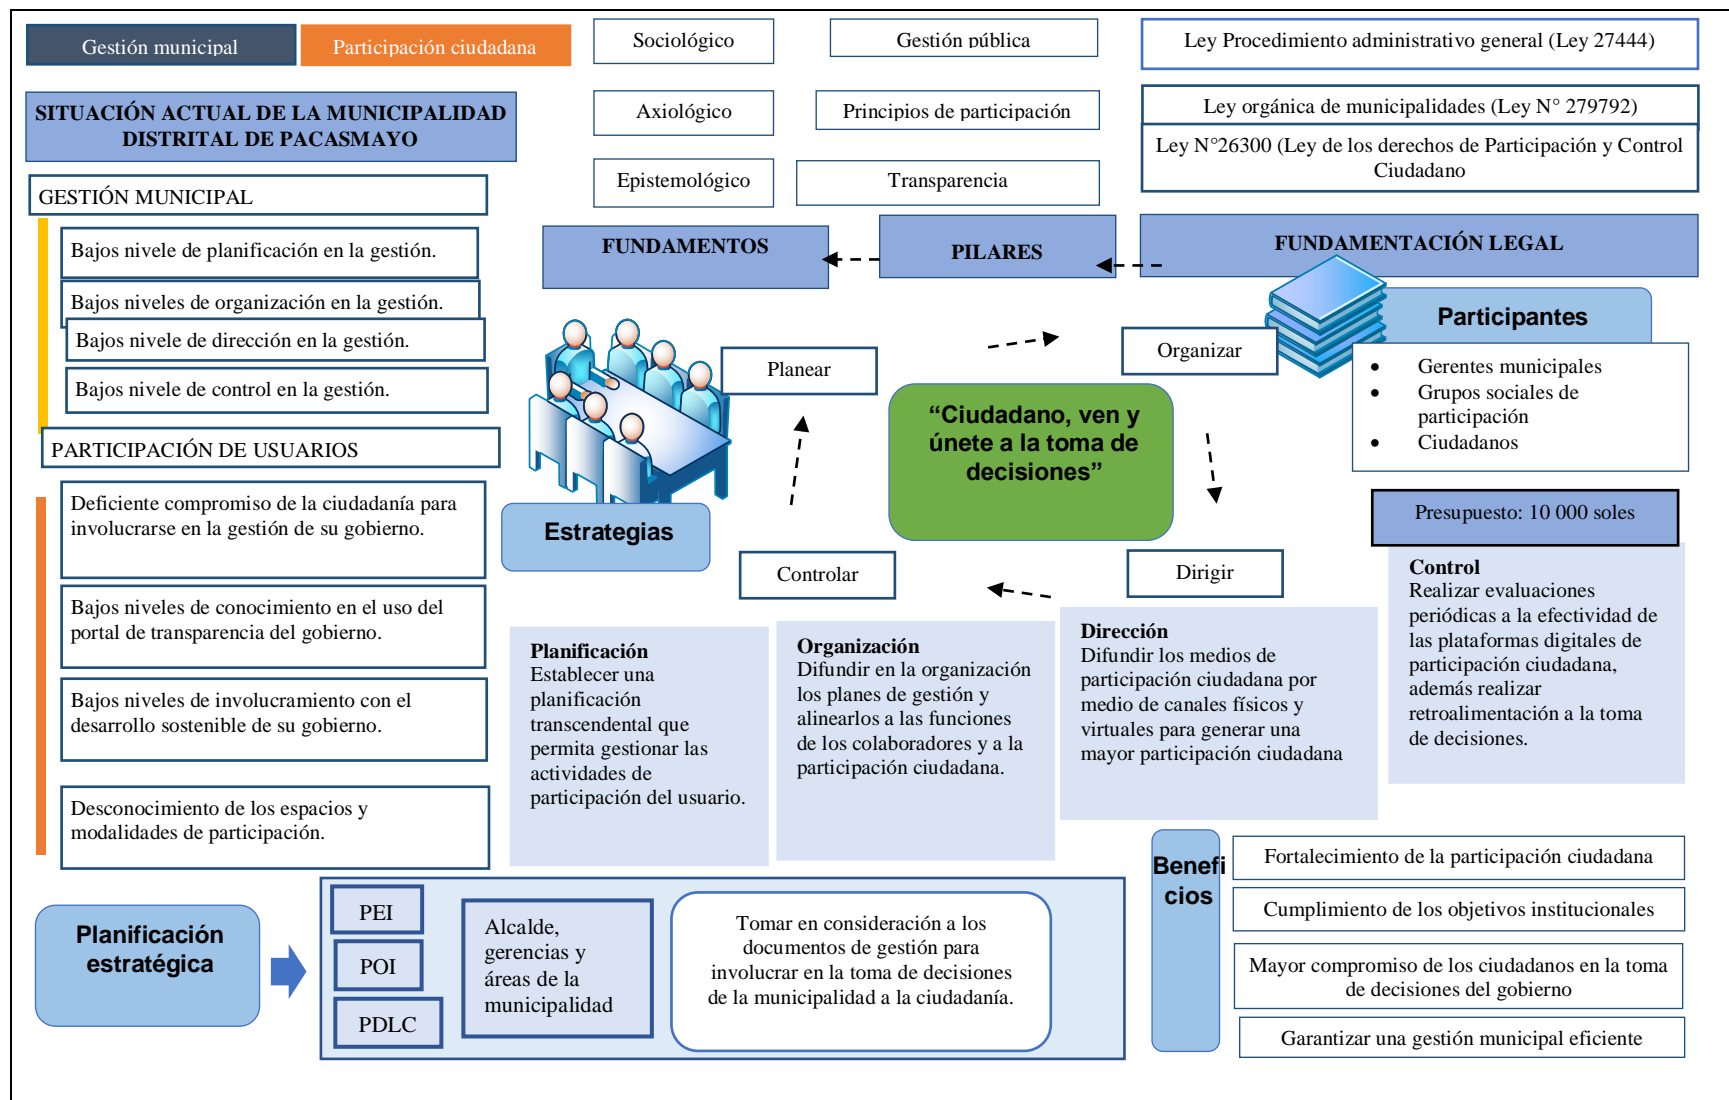 Gestión municipal
Participación ciudadana
SITUACIÓN ACTUAL DE LA MUNICIPALIDAD
DISTRITAL DE PACASMAYO
GESTIÓN MUNICIPAL
Bajos nivele de planificación en la gestión.
Bajos niveles de organización en la gestión.
Bajos nivele de dirección en la gestión.
Bajos nivele de control en la gestión.
PARTICIPACIÓN DE USUARIOS
Deficiente compromiso de la ciudadanía para
involucrarse en la gestión de su gobierno.
Bajos niveles de conocimiento en el uso del
portal de transparencia del gobierno.
Bajos niveles de involucramiento con el
desarrollo sostenible de su gobierno.
Desconocimiento de los espacios y
modalidades de participación.
Sociológico
Axiológico
Epistemológico
FUNDAMENTOS
Gestión pública
Principios de participación
Transparencia
PILARES
Ley Procedimiento administrativo general (Ley 27444)
Ley orgánica de municipalidades (Ley N° 279792)
Ley N°26300 (Ley de los derechos de Participación y Control
Ciudadano
FUNDAMENTACIÓN LEGAL
Participantes
• Gerentes municipales
• Grupos sociales de
participación
• Ciudadanos
Planear
Organizar
“Ciudadano, ven y
únete a la toma de
decisiones”
Estrategias
Controlar
Dirigir
Presupuesto: 10 000 soles
Planificación
Establecer una
planificación
transcendental que
permita gestionar las
actividades de
participación del usuario.
Organización
Difundir en la organización
los planes de gestión y
alinearlos a las funciones
de los colaboradores y a la
participación ciudadana.
Dirección
Difundir los medios de
participación ciudadana por
medio de canales físicos y
virtuales para generar una
mayor participación ciudadana
Control
Realizar evaluaciones
periódicas a la efectividad de
las plataformas digitales de
participación ciudadana,
además realizar
retroalimentación a la toma
de decisiones.
Planificación
estratégica
PEI
POI
PDLC
Alcalde,
gerencias y
áreas de la
municipalidad
Tomar en consideración a los
documentos de gestión para
involucrar en la toma de decisiones
de la municipalidad a la ciudadanía.
Benefi
cios
Fortalecimiento de la participación ciudadana
Cumplimiento de los objetivos institucionales
Mayor compromiso de los ciudadanos en la toma
de decisiones del gobierno
Garantizar una gestión municipal eficiente